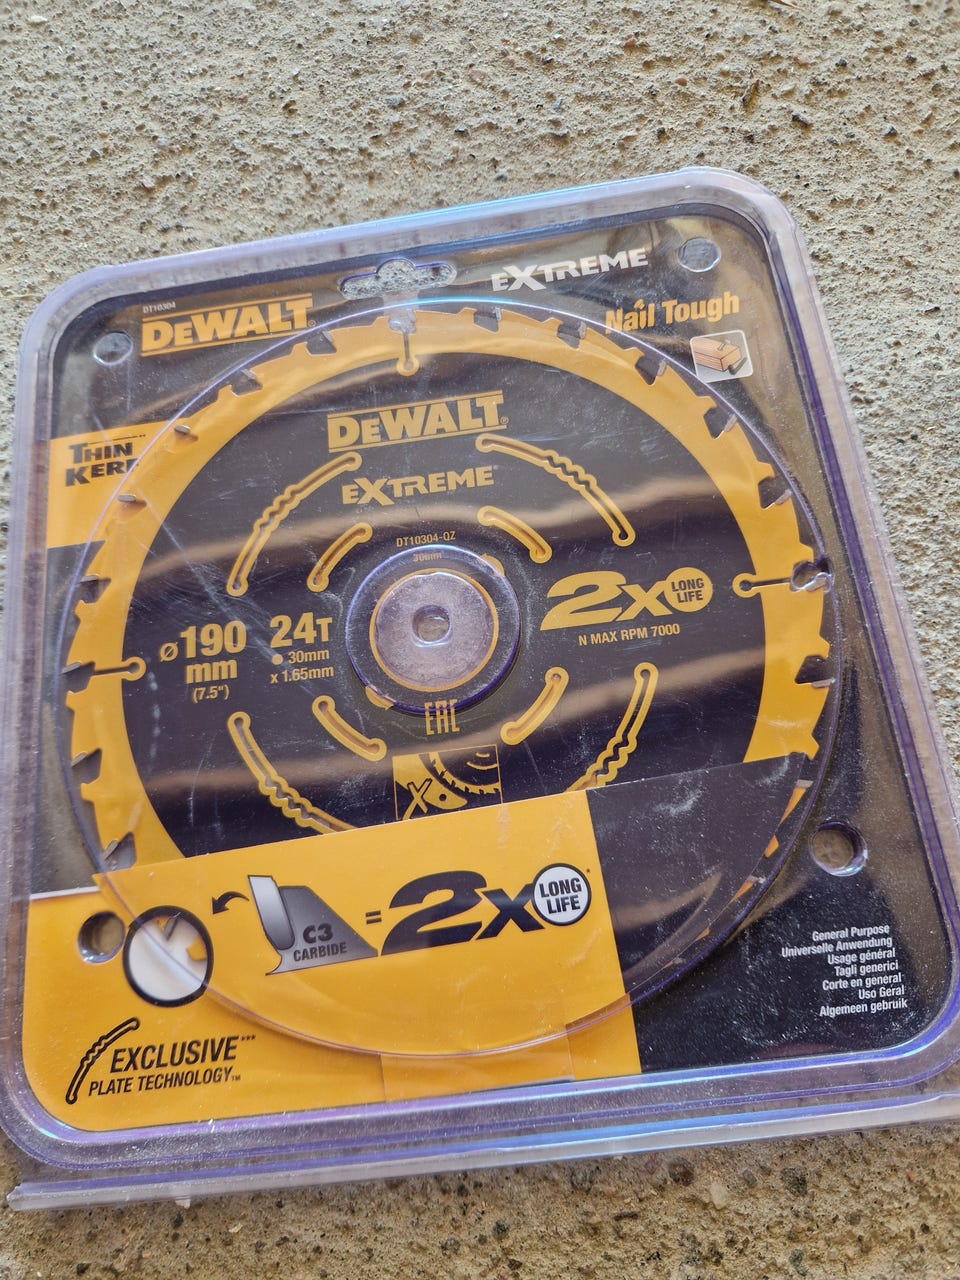 DT10304
DEWALT®
EXTREME
Nail Tough
THIN
KERF
DEWALT®
EXTREME®
DT10304-QZ
30mm
ø190
mm
(7.5")
24T
• 30mm
x 1.65mm
2X LONG
LIFE
N MAX RPM 7000
EAC
C3
CARBIDE
=
2X LONG
LIFE
EXCLUSIVE***
PLATE TECHNOLOGY™
General Purpose
Universelle Anwendung
Usage général
Tagli generici
Corte en general
Uso Geral
Algemeen gebruik